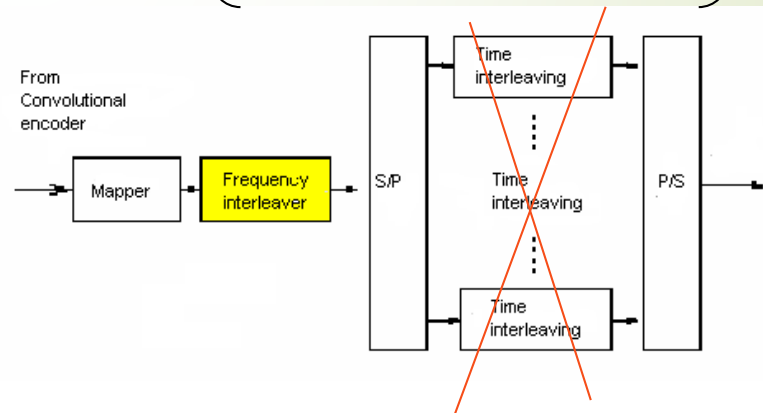 From
Convolutional
encoder
Mapper
Frequency
interleaver
S/P
Time
interleaving
Time
interleaving
Time
interleaving
P/S